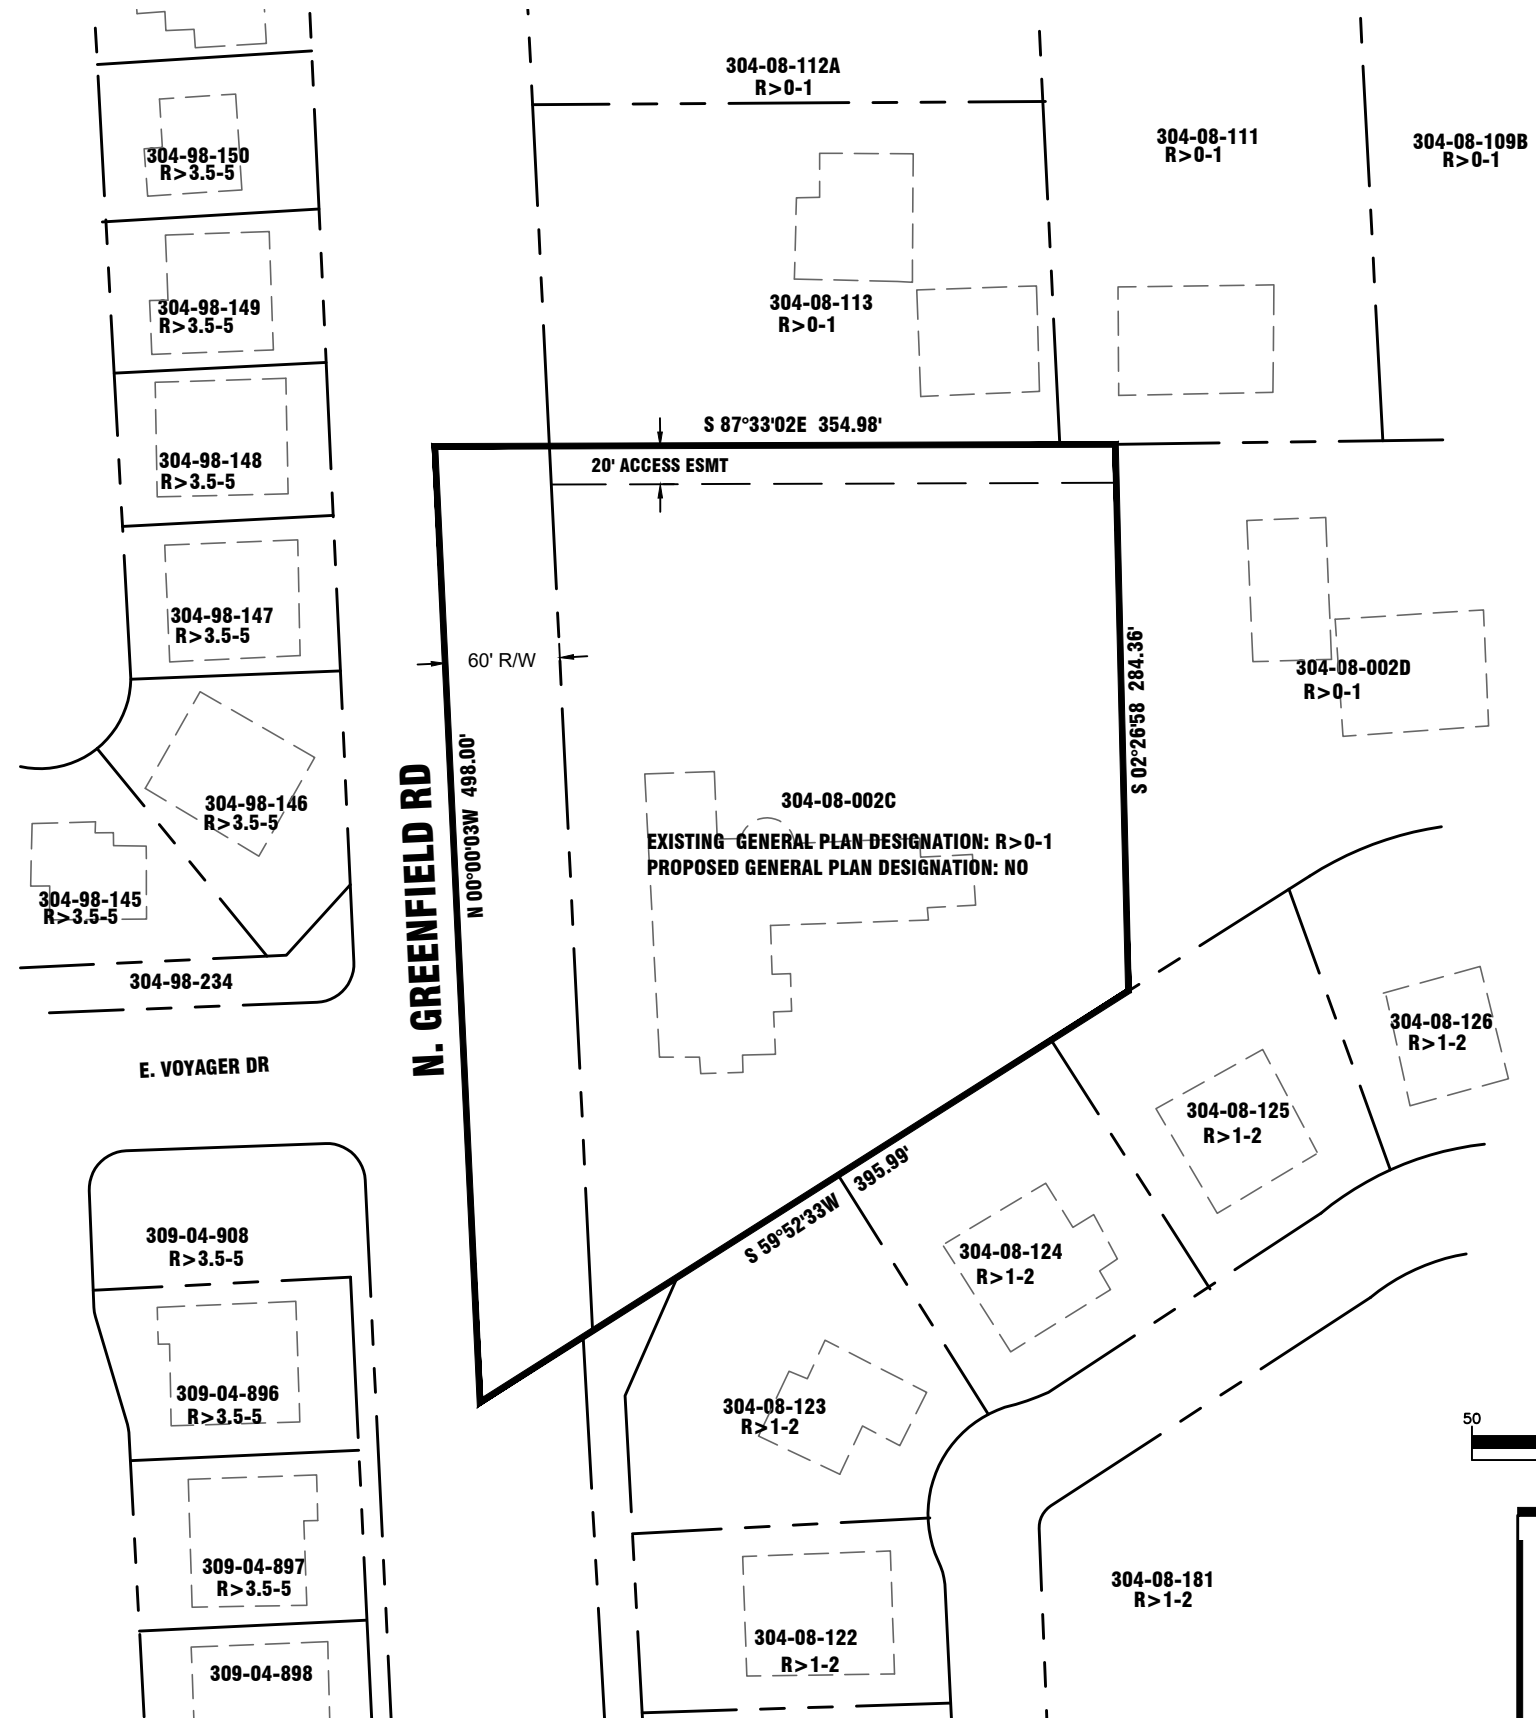 304-08-112A
R>0-1
304-98-150
R>3.5-5
304-08-111
R>0-1
304-08-109B
R>0-1
304-98-149
R>3.5-5
304-08-113
R>0-1
S 87°33'02E 354.98'
20' ACCESS ESMT
304-98-148
R>3.5-5
304-98-147
R>3.5-5
60' R/W
S 02°26'58 284.36'
304-08-002D
R>0-1
N. GREENFIELD RD
N 00°00'03W 498.00'
304-98-146
R>3.5-5
304-08-002C
EXISTING GENERAL PLAN DESIGNATION: R>0-1
PROPOSED GENERAL PLAN DESIGNATION: NO
304-98-145
R>3.5-5
304-98-234
E. VOYAGER DR
304-08-126
R>1-2
304-08-125
R>1-2
S 59°52'33W 395.99'
309-04-908
R>3.5-5
304-08-124
R>1-2
309-04-896
R>3.5-5
304-08-123
R>1-2
50
309-04-897
R>3.5-5
304-08-181
R>1-2
304-08-122
R>1-2
309-04-898